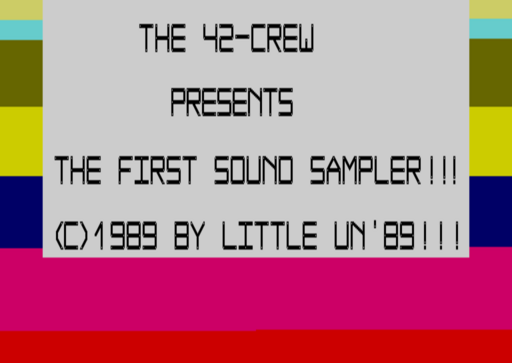 THE 42-CREW
PRESENTS
THE FIRST SOUND SAMPLER!!!
(C)1989 BY LITTLE UN'89!!!